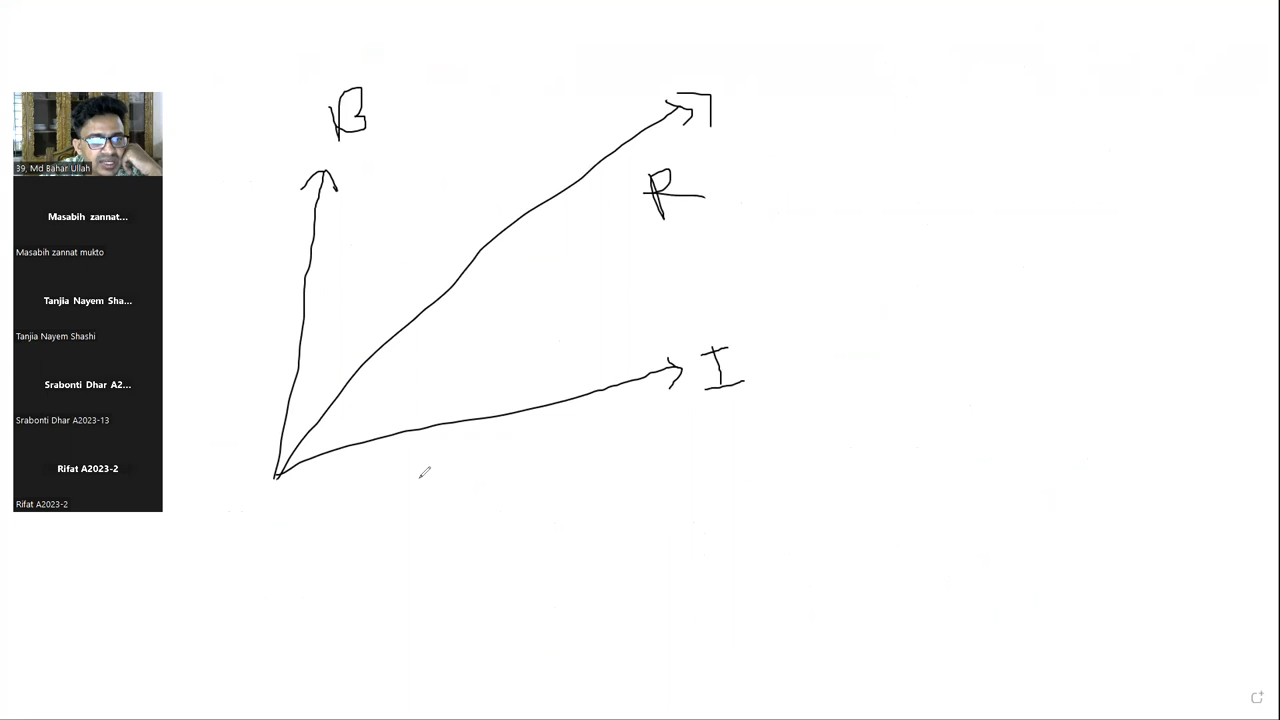 B
R
I
39, Md Bahar Ullah
Masabih zannat...
Masabih zannat mukto
Tanjia Nayem Sha...
Tanjia Nayem Shashi
Srabonti Dhar A2...
Srabonti Dhar A2023-13
Rifat A2023-2
Rifat A2023-2